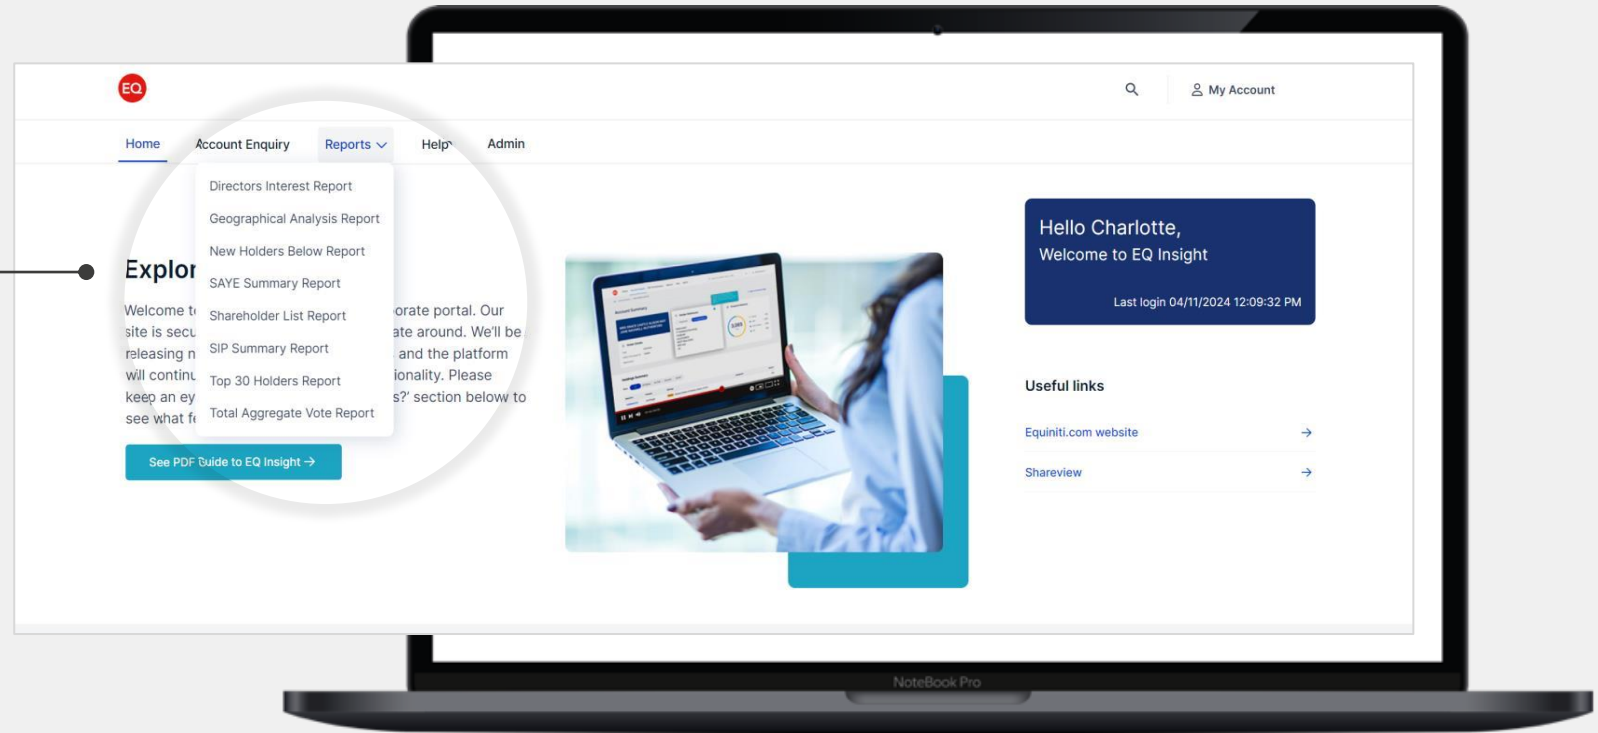 EQ
My Account
Home Account Enquiry Reports Help Admin
Directors Interest Report
Geographical Analysis Report
New Holders Below Report
SAYE Summary Report
Shareholder List Report
SIP Summary Report
Top 30 Holders Report
Total Aggregate Vote Report
Explor
Welcome t orate portal. Our
site is secu ate around. We'll be
releasing n and the platform
will continu ionality. Please
keep an ey s?' section below to
see what fe
See PDF Guide to EQ Insight →
Account Summary
Hello Charlotte,
Welcome to EQ Insight
Last login 04/11/2024 12:09:32 PM
Useful links
Equiniti.com website →
Shareview →
NoteBook Pro